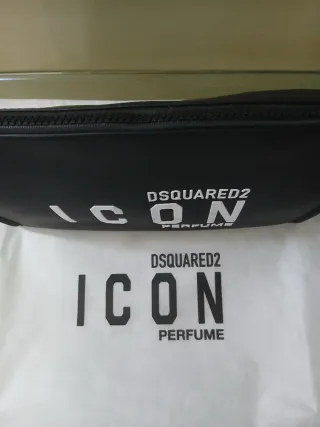 DSQUARED2
ICON
PERFUME
DSQUARED2
ICON
PERFUME